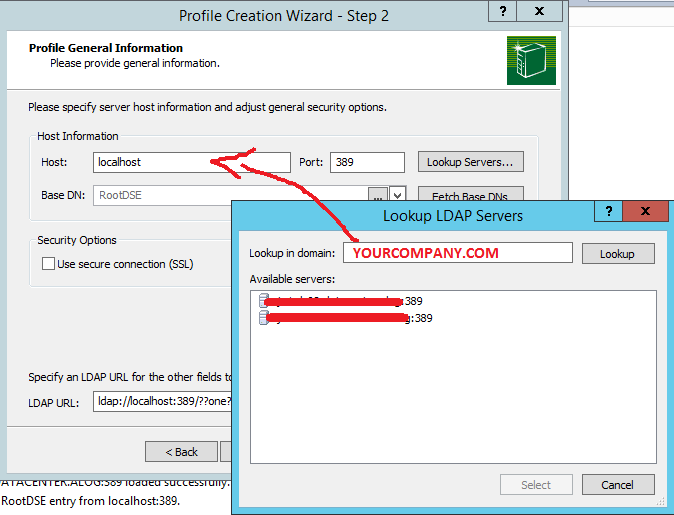 Profile Creation Wizard - Step 2
? x
Profile General Information
Please provide general information.
Please specify server host information and adjust general security options.
Host Information
Host: localhost Port: 389 Lookup Servers...
Base DN: RootDSE ... Fetch Base DNs
Security Options
Use secure connection (SSL)
Specify an LDAP URL for the other fields to
LDAP URL: ldap://localhost:389/??one?
< Back
ATACENTER.ALOG:389 loaded successfully.
RootDSE entry from localhost:389.
Lookup LDAP Servers
? x
Lookup in domain: YOURCOMPANY.COM Lookup
Available servers:
:389
:389
Select Cancel